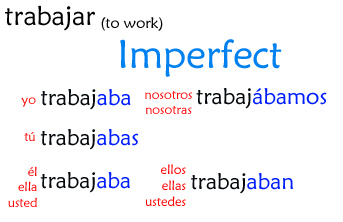 trabajar (to work)
Imperfect
yo trabajaba
nosotros
nosotras
trabajábamos
tú trabajabas
él
ella
usted
trabajaba
ellos
ellas
ustedes
trabajaban